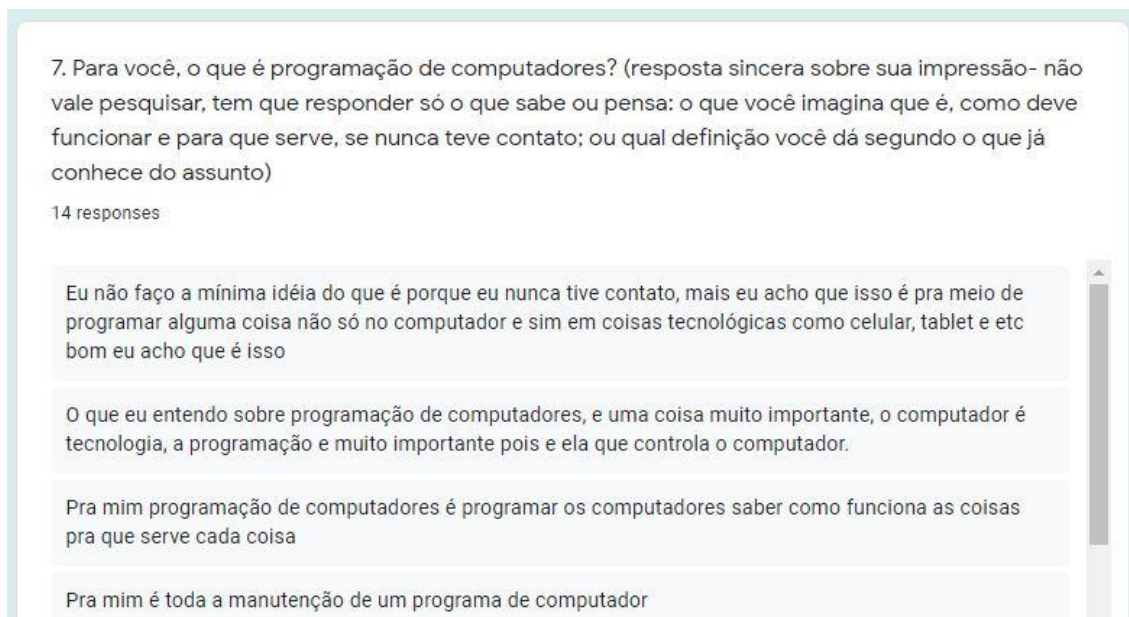 7. Para você, o que é programação de computadores? (resposta sincera sobre sua impressão- não
vale pesquisar, tem que responder só o que sabe ou pensa: o que você imagina que é, como deve
funcionar e para que serve, se nunca teve contato; ou qual definição você dá segundo o que já
conhece do assunto)
14 responses
Eu não faço a mínima idéia do que é porque eu nunca tive contato, mais eu acho que isso é pra meio de
programar alguma coisa não só no computador e sim em coisas tecnológicas como celular, tablet e etc
bom eu acho que é isso
O que eu entendo sobre programação de computadores, e uma coisa muito importante, o computador é
tecnologia, a programação e muito importante pois e ela que controla o computador.
Pra mim programação de computadores é programar os computadores saber como funciona as coisas
pra que serve cada coisa
Pra mim é toda a manutenção de um programa de computador